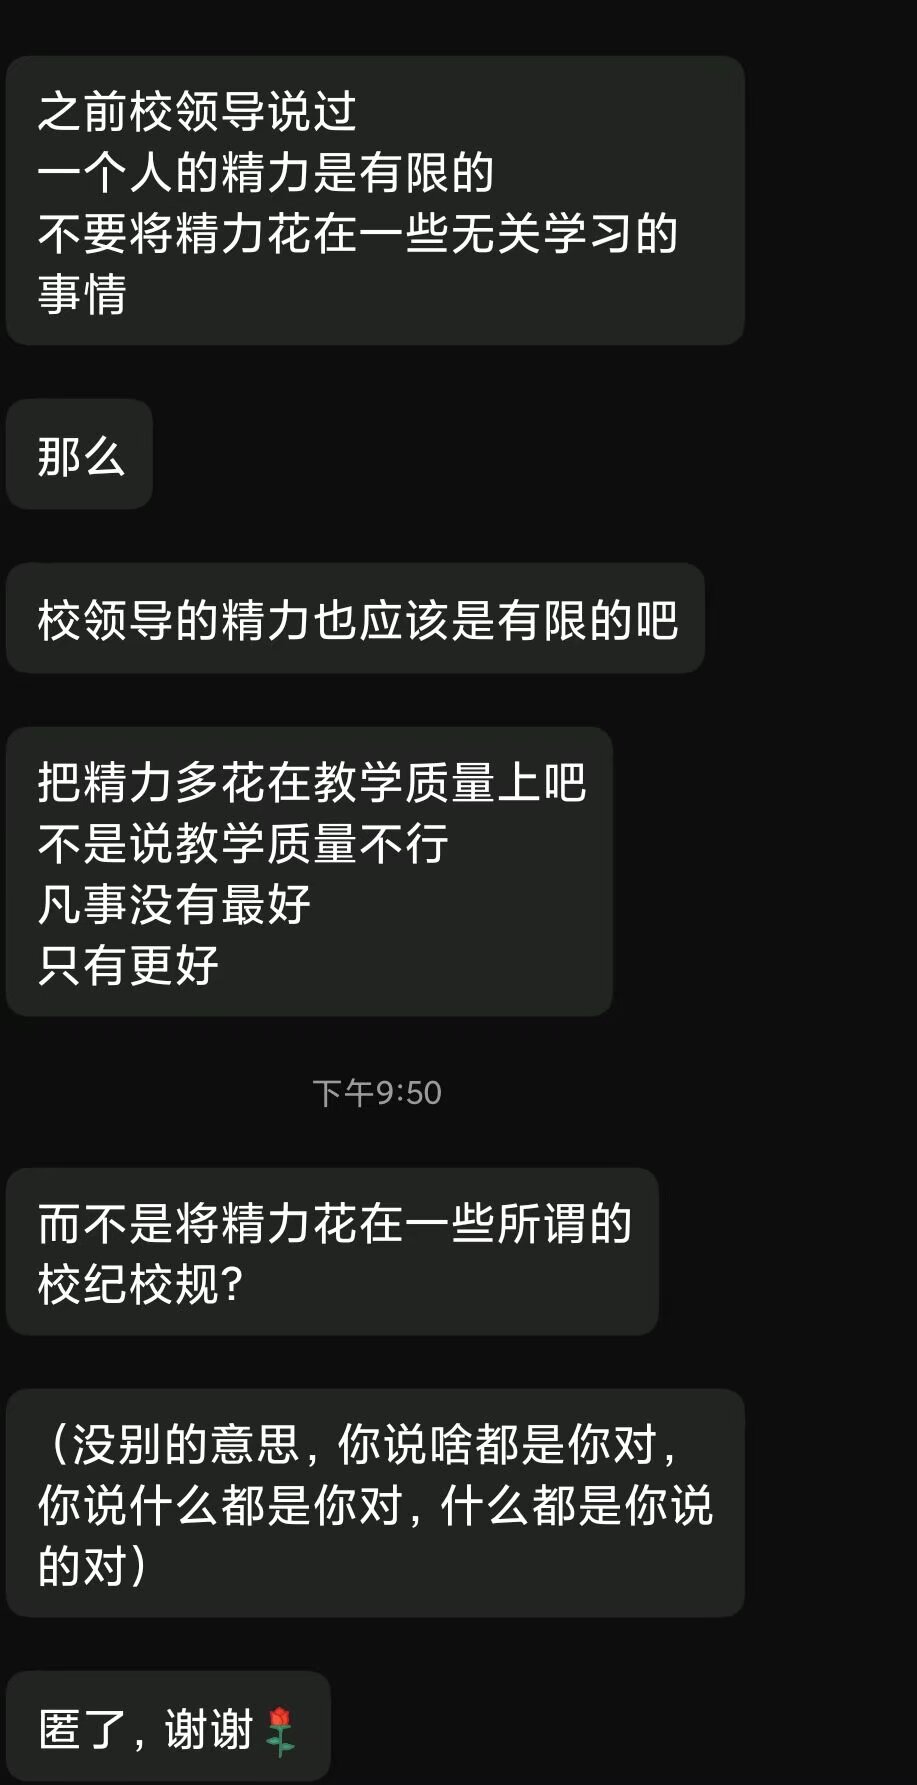 之前校领导说过
一个人的精力是有限的
不要将精力花在一些无关学习的
事情
那么
校领导的精力也应该是有限的吧
把精力多花在教学质量上吧
不是说教学质量不行
凡事没有最好
只有更好
下午9:50
而不是将精力花在一些所谓的
校纪校规?
（没别的意思，你说啥都是你对，
你说什么都是你对，什么都是你说
的对）
匿了，谢谢🌹